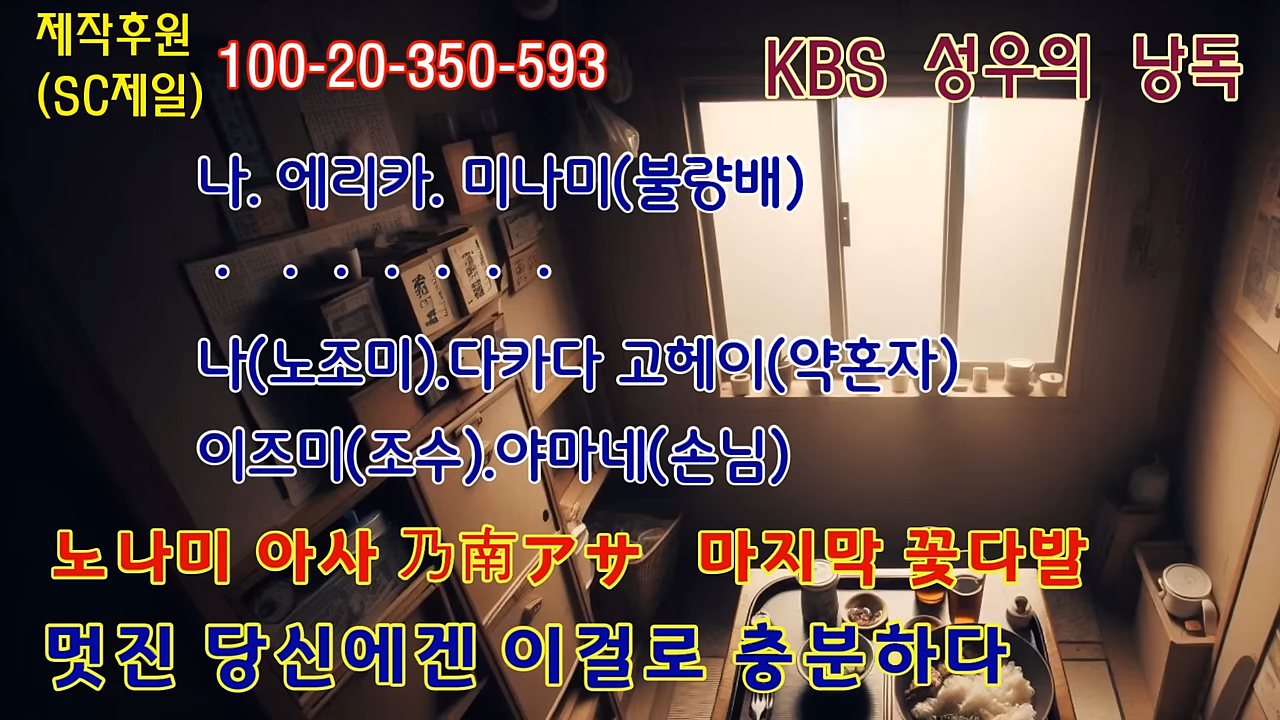 제작후원
(SC제일)
100-20-350-593
KBS 성우의 낭독
나. 에리카. 미나미(불량배)
. . . . . . .
나(노조미).다카다 고헤이(약혼자)
이즈미(조수).야마네(손님)
노나미 아사 乃南アサ 마지막 꽃다발
멋진 당신에겐 이걸로 충분하다